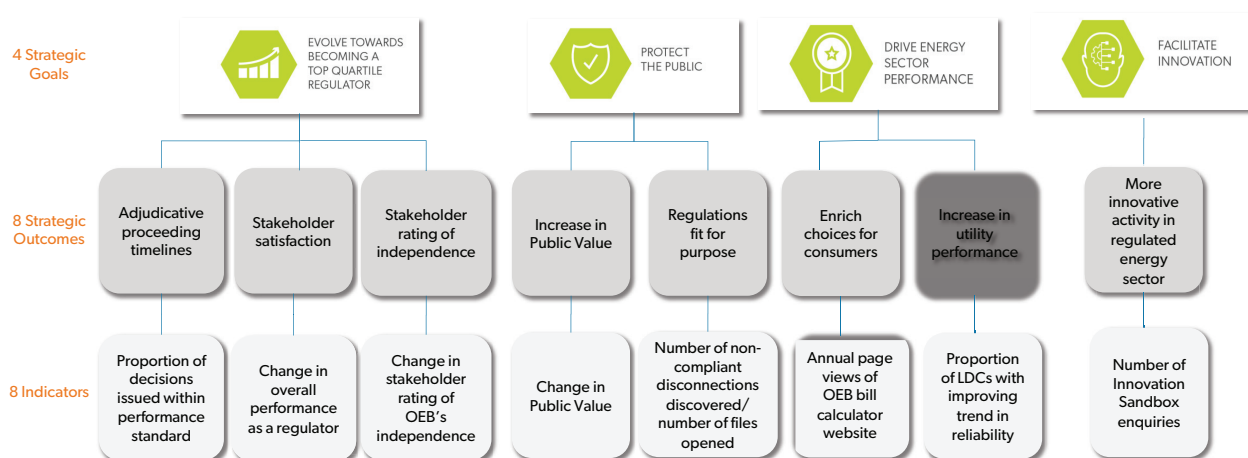 4 Strategic
Goals
EVOLVE TOWARDS
BECOMING A
TOP QUARTILE
REGULATOR
PROTECT
THE PUBLIC
DRIVE ENERGY
SECTOR
PERFORMANCE
FACILITATE
INNOVATION
8 Strategic
Outcomes
Adjudicative
proceeding
timelines
Stakeholder
satisfaction
Stakeholder
rating of
independence
Increase in
Public Value
Regulations
fit for
purpose
Enrich
choices for
consumers
Increase in
utility
performance
More
innovative
activity in
regulated
energy
sector
8 Indicators
Proportion of
decisions
issued within
performance
standard
Change in
overall
performance
as a regulator
Change in
stakeholder
rating of
OEB's
independence
Change in
Public Value
Number of non-
compliant
disconnections
discovered/
number of files
opened
Annual page
views of
OEB bill
calculator
website
Proportion
of LDCs with
improving
trend in
reliability
Number of
Innovation
Sandbox
enquiries